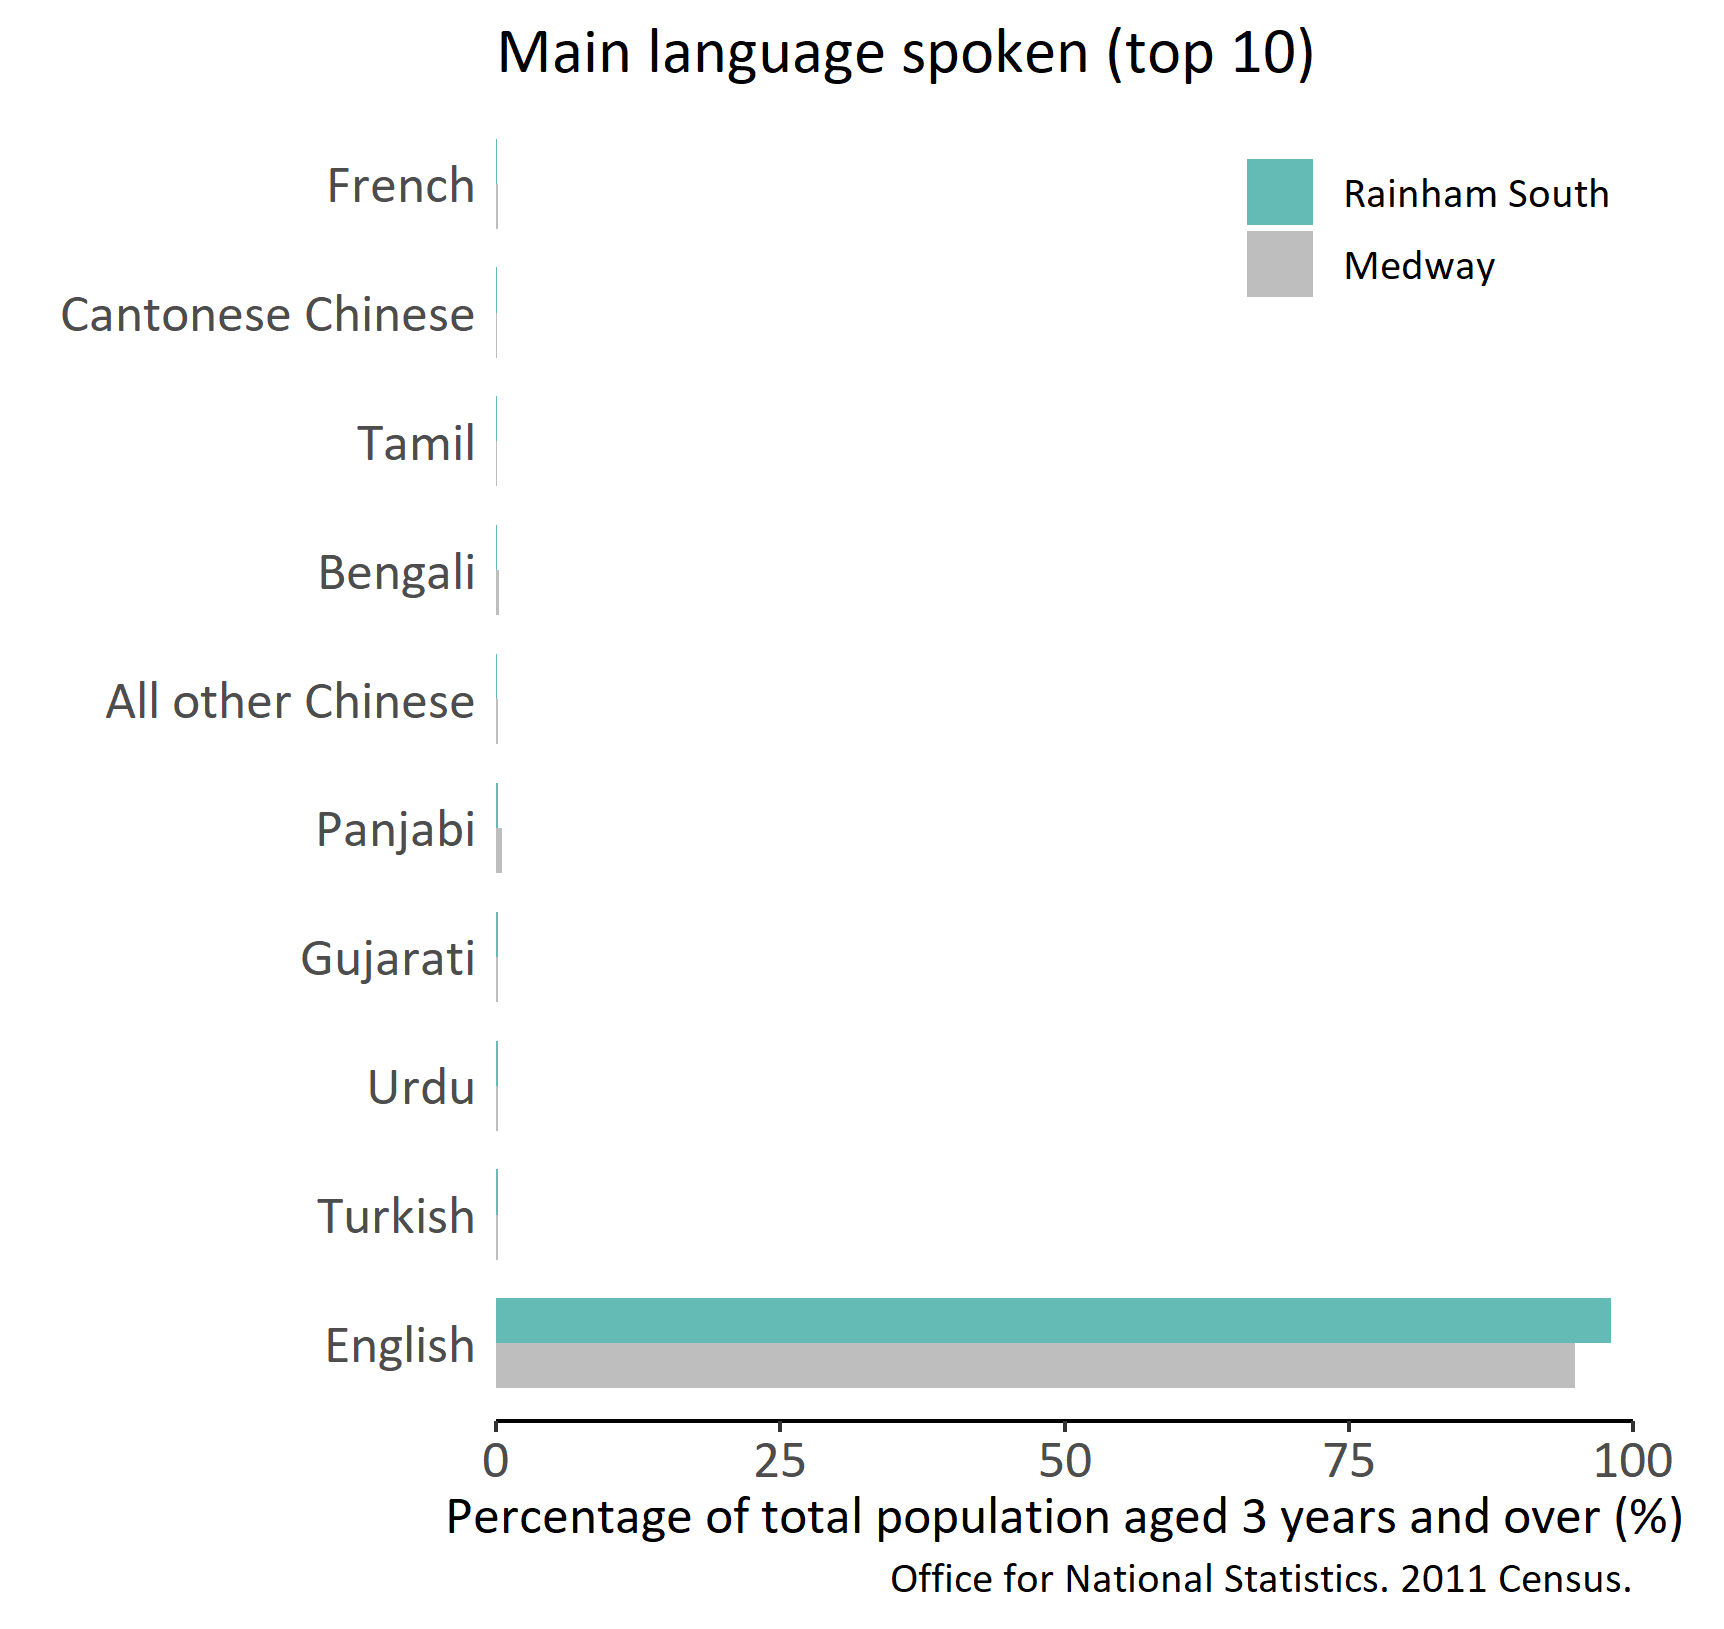 Main language spoken (top 10)
French
Cantonese Chinese
Tamil
Bengali
All other Chinese
Panjabi
Gujarati
Urdu
Turkish
English
Rainham South
Medway
0 25 50 75 100
Percentage of total population aged 3 years and over (%)
Office for National Statistics. 2011 Census.